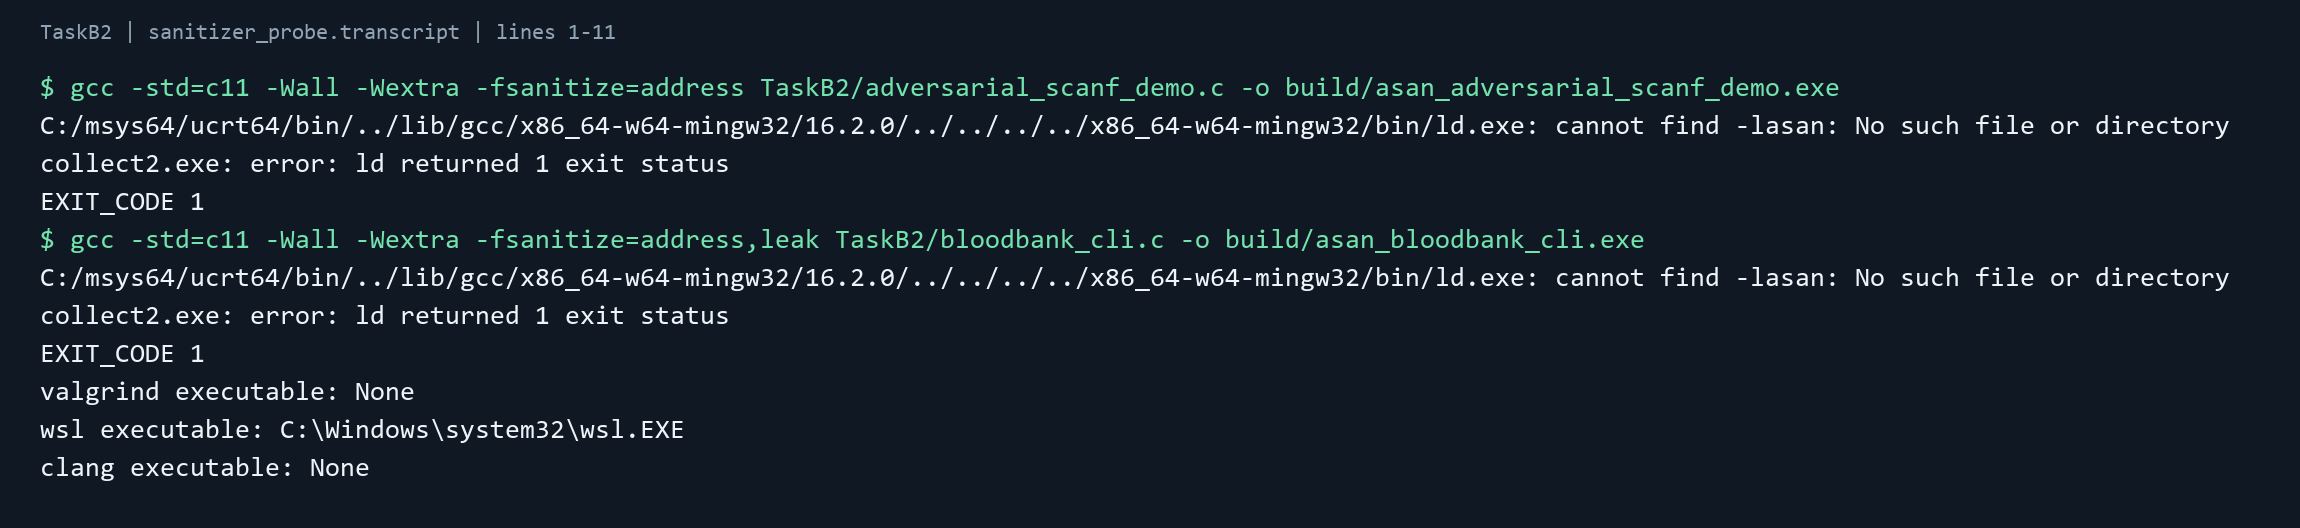 TaskB2 | sanitizer_probe.transcript | lines 1-11
$ gcc -std=c11 -Wall -Wextra -fsanitize=address TaskB2/adversarial_scanf_demo.c -o build/asan_adversarial_scanf_demo.exe
C:/msys64/ucrt64/bin/../lib/gcc/x86_64-w64-mingw32/16.2.0/../../../../x86_64-w64-mingw32/bin/ld.exe: cannot find -lasan: No such file or directory
collect2.exe: error: ld returned 1 exit status
EXIT_CODE 1
$ gcc -std=c11 -Wall -Wextra -fsanitize=address,leak TaskB2/bloodbank_cli.c -o build/asan_bloodbank_cli.exe
C:/msys64/ucrt64/bin/../lib/gcc/x86_64-w64-mingw32/16.2.0/../../../../x86_64-w64-mingw32/bin/ld.exe: cannot find -lasan: No such file or directory
collect2.exe: error: ld returned 1 exit status
EXIT_CODE 1
valgrind executable: None
wsl executable: C:\Windows\system32\wsl.EXE
clang executable: None